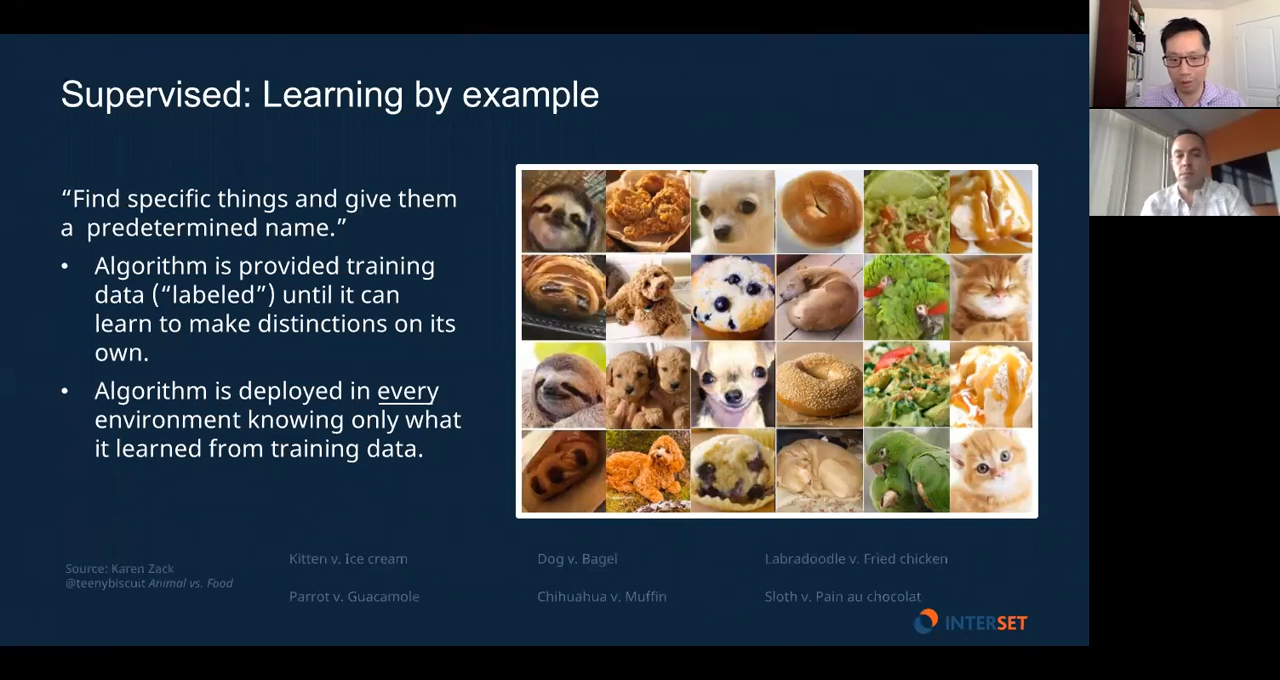 Supervised: Learning by example
“Find specific things and give them
a predetermined name.”
• Algorithm is provided training
data (“labeled”) until it can
learn to make distinctions on its
own.
• Algorithm is deployed in every
environment knowing only what
it learned from training data.
Source: Karen Zack
@teenybiscuit Animal vs. Food
Kitten v. Ice cream
Dog v. Bagel
Labradoodle v. Fried chicken
Parrot v. Guacamole
Chihuahua v. Muffin
Sloth v. Pain au chocolat
INTERSET